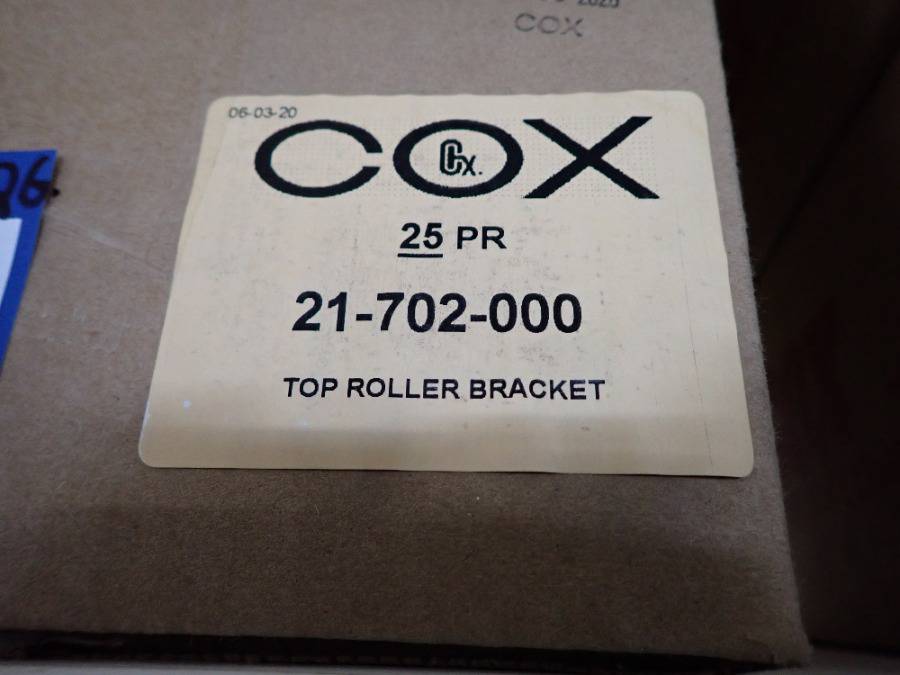 COX
06-03-20
COX
Cx.
25 PR
21-702-000
TOP ROLLER BRACKET